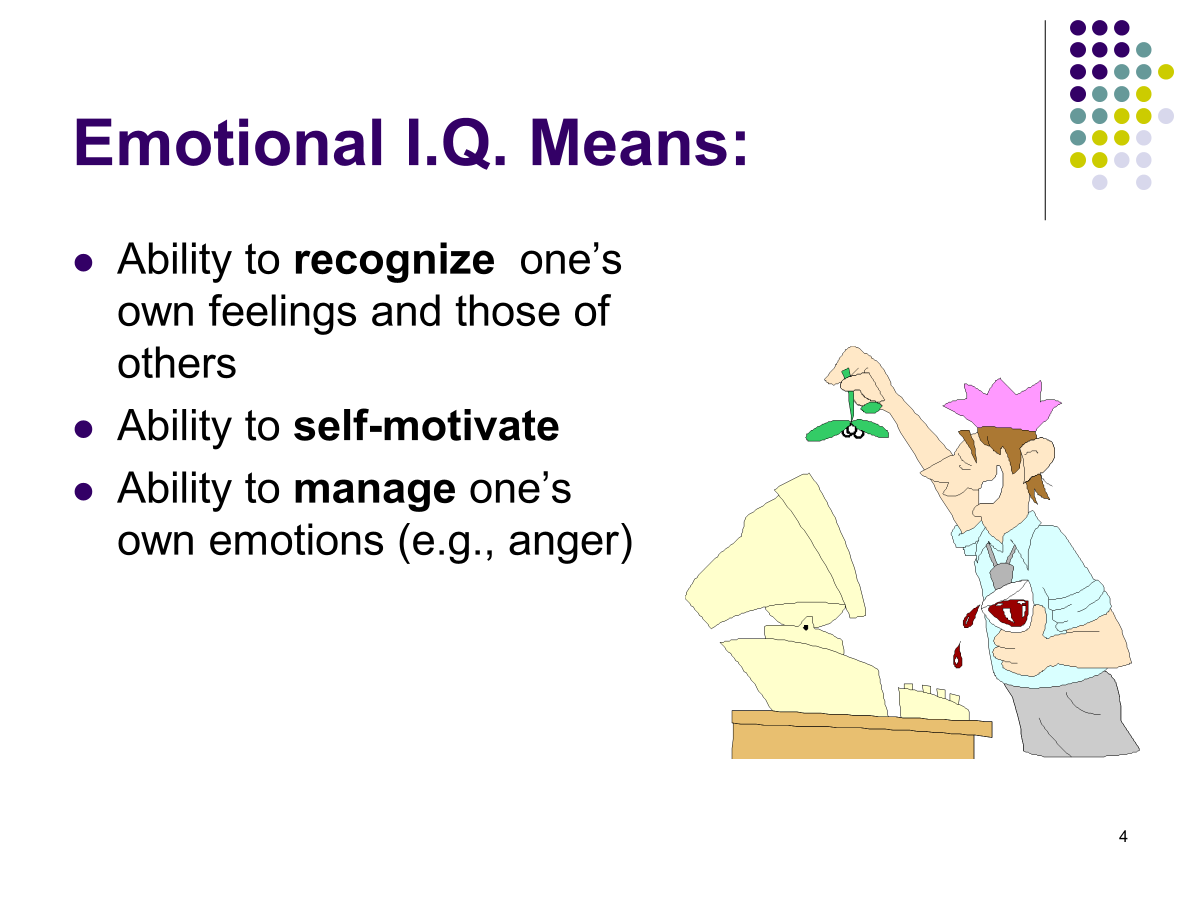 Emotional I.Q. Means:
● Ability to recognize  one’s
own feelings and those of
others
● Ability to self-motivate
● Ability to manage one’s
own emotions (e.g., anger)
4